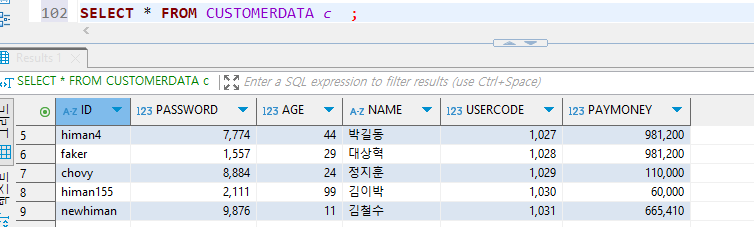 102 SELECT * FROM CUSTOMERDATA c ;
Results 1
SELECT * FROM CUSTOMERDATA c Enter a SQL expression to filter results (use Ctrl+Space)
A-Z ID 123 PASSWORD 123 AGE A-Z NAME 123 USERCODE 123 PAYMONEY
5 himan4 7,774 44 박길동 1,027 981,200
6 faker 1,557 29 대상혁 1,028 981,200
7 chovy 8,884 24 정지훈 1,029 110,000
8 himan155 2,111 99 김이박 1,030 60,000
9 newhiman 9,876 11 김철수 1,031 665,410